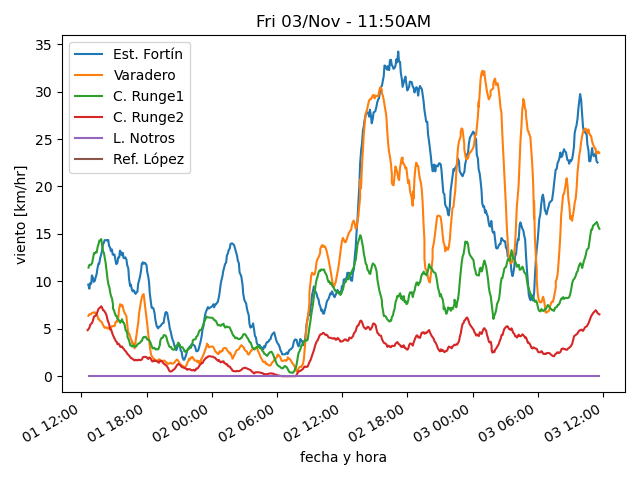 Fri 03/Nov - 11:50AM
viento [km/hr]
35
30
25
20
15
10
5
0
Est. Fortín
Varadero
C. Runge1
C. Runge2
L. Notros
Ref. López
01 12:00
01 18:00
02 00:00
02 06:00
02 12:00
02 18:00
03 00:00
03 06:00
03 12:00
fecha y hora